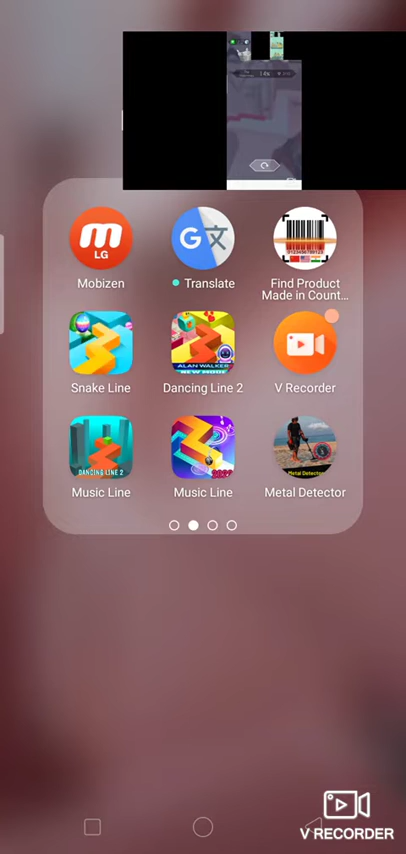 Mobizen
Translate
Find Product
Made in Count...
Snake Line
Dancing Line 2
V Recorder
Music Line
Music Line
Metal Detector
LG
G
ALAN WALKER
NEW MODE
DANCING LINE 2
Metal Detector
V RECORDER